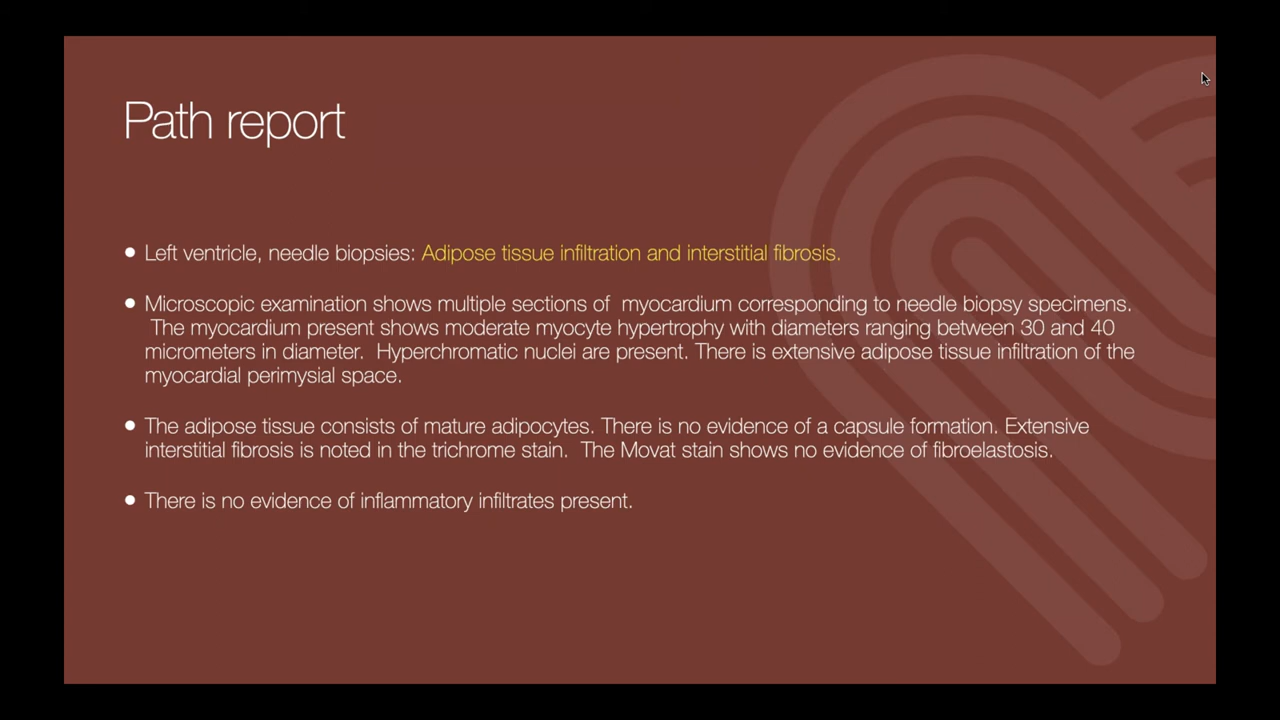 Path report
• Left ventricle, needle biopsies: Adipose tissue infiltration and interstitial fibrosis.
• Microscopic examination shows multiple sections of  myocardium corresponding to needle biopsy specimens.
The myocardium present shows moderate myocyte hypertrophy with diameters ranging between 30 and 40
micrometers in diameter.  Hyperchromatic nuclei are present. There is extensive adipose tissue infiltration of the
myocardial perimysial space.
• The adipose tissue consists of mature adipocytes. There is no evidence of a capsule formation. Extensive
interstitial fibrosis is noted in the trichrome stain.  The Movat stain shows no evidence of fibroelastosis.
• There is no evidence of inflammatory infiltrates present.